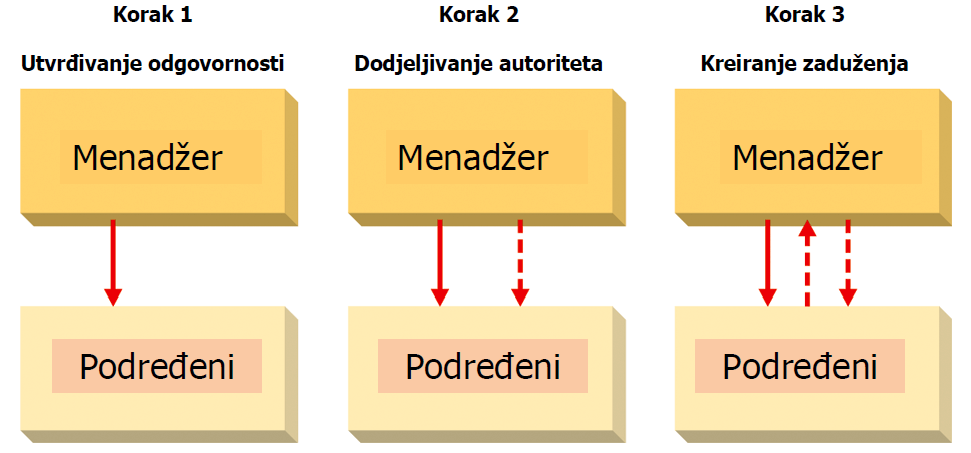 Korak 1
Utvrđivanje odgovornosti
Menadžer
Podređeni
Korak 2
Dodjeljivanje autoriteta
Menadžer
Podređeni
Korak 3
Kreiranje zaduženja
Menadžer
Podređeni